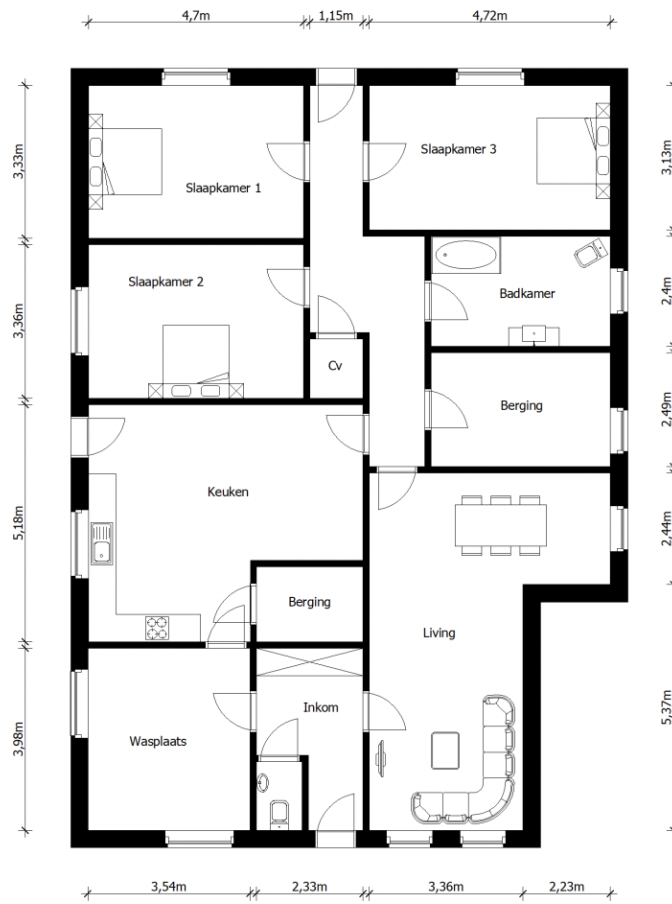 4,7m 1,15m 4,72m
3,33m
3,13m
Slaapkamer 3
Slaapkamer 1
Slaapkamer 2
3,36m
2,4m
Badkamer
Cv
Berging
2,49m
Keuken
5,18m
2,44m
Berging
Living
Inkom
5,37m
Wasplaats
3,98m
3,54m 2,33m 3,36m 2,23m